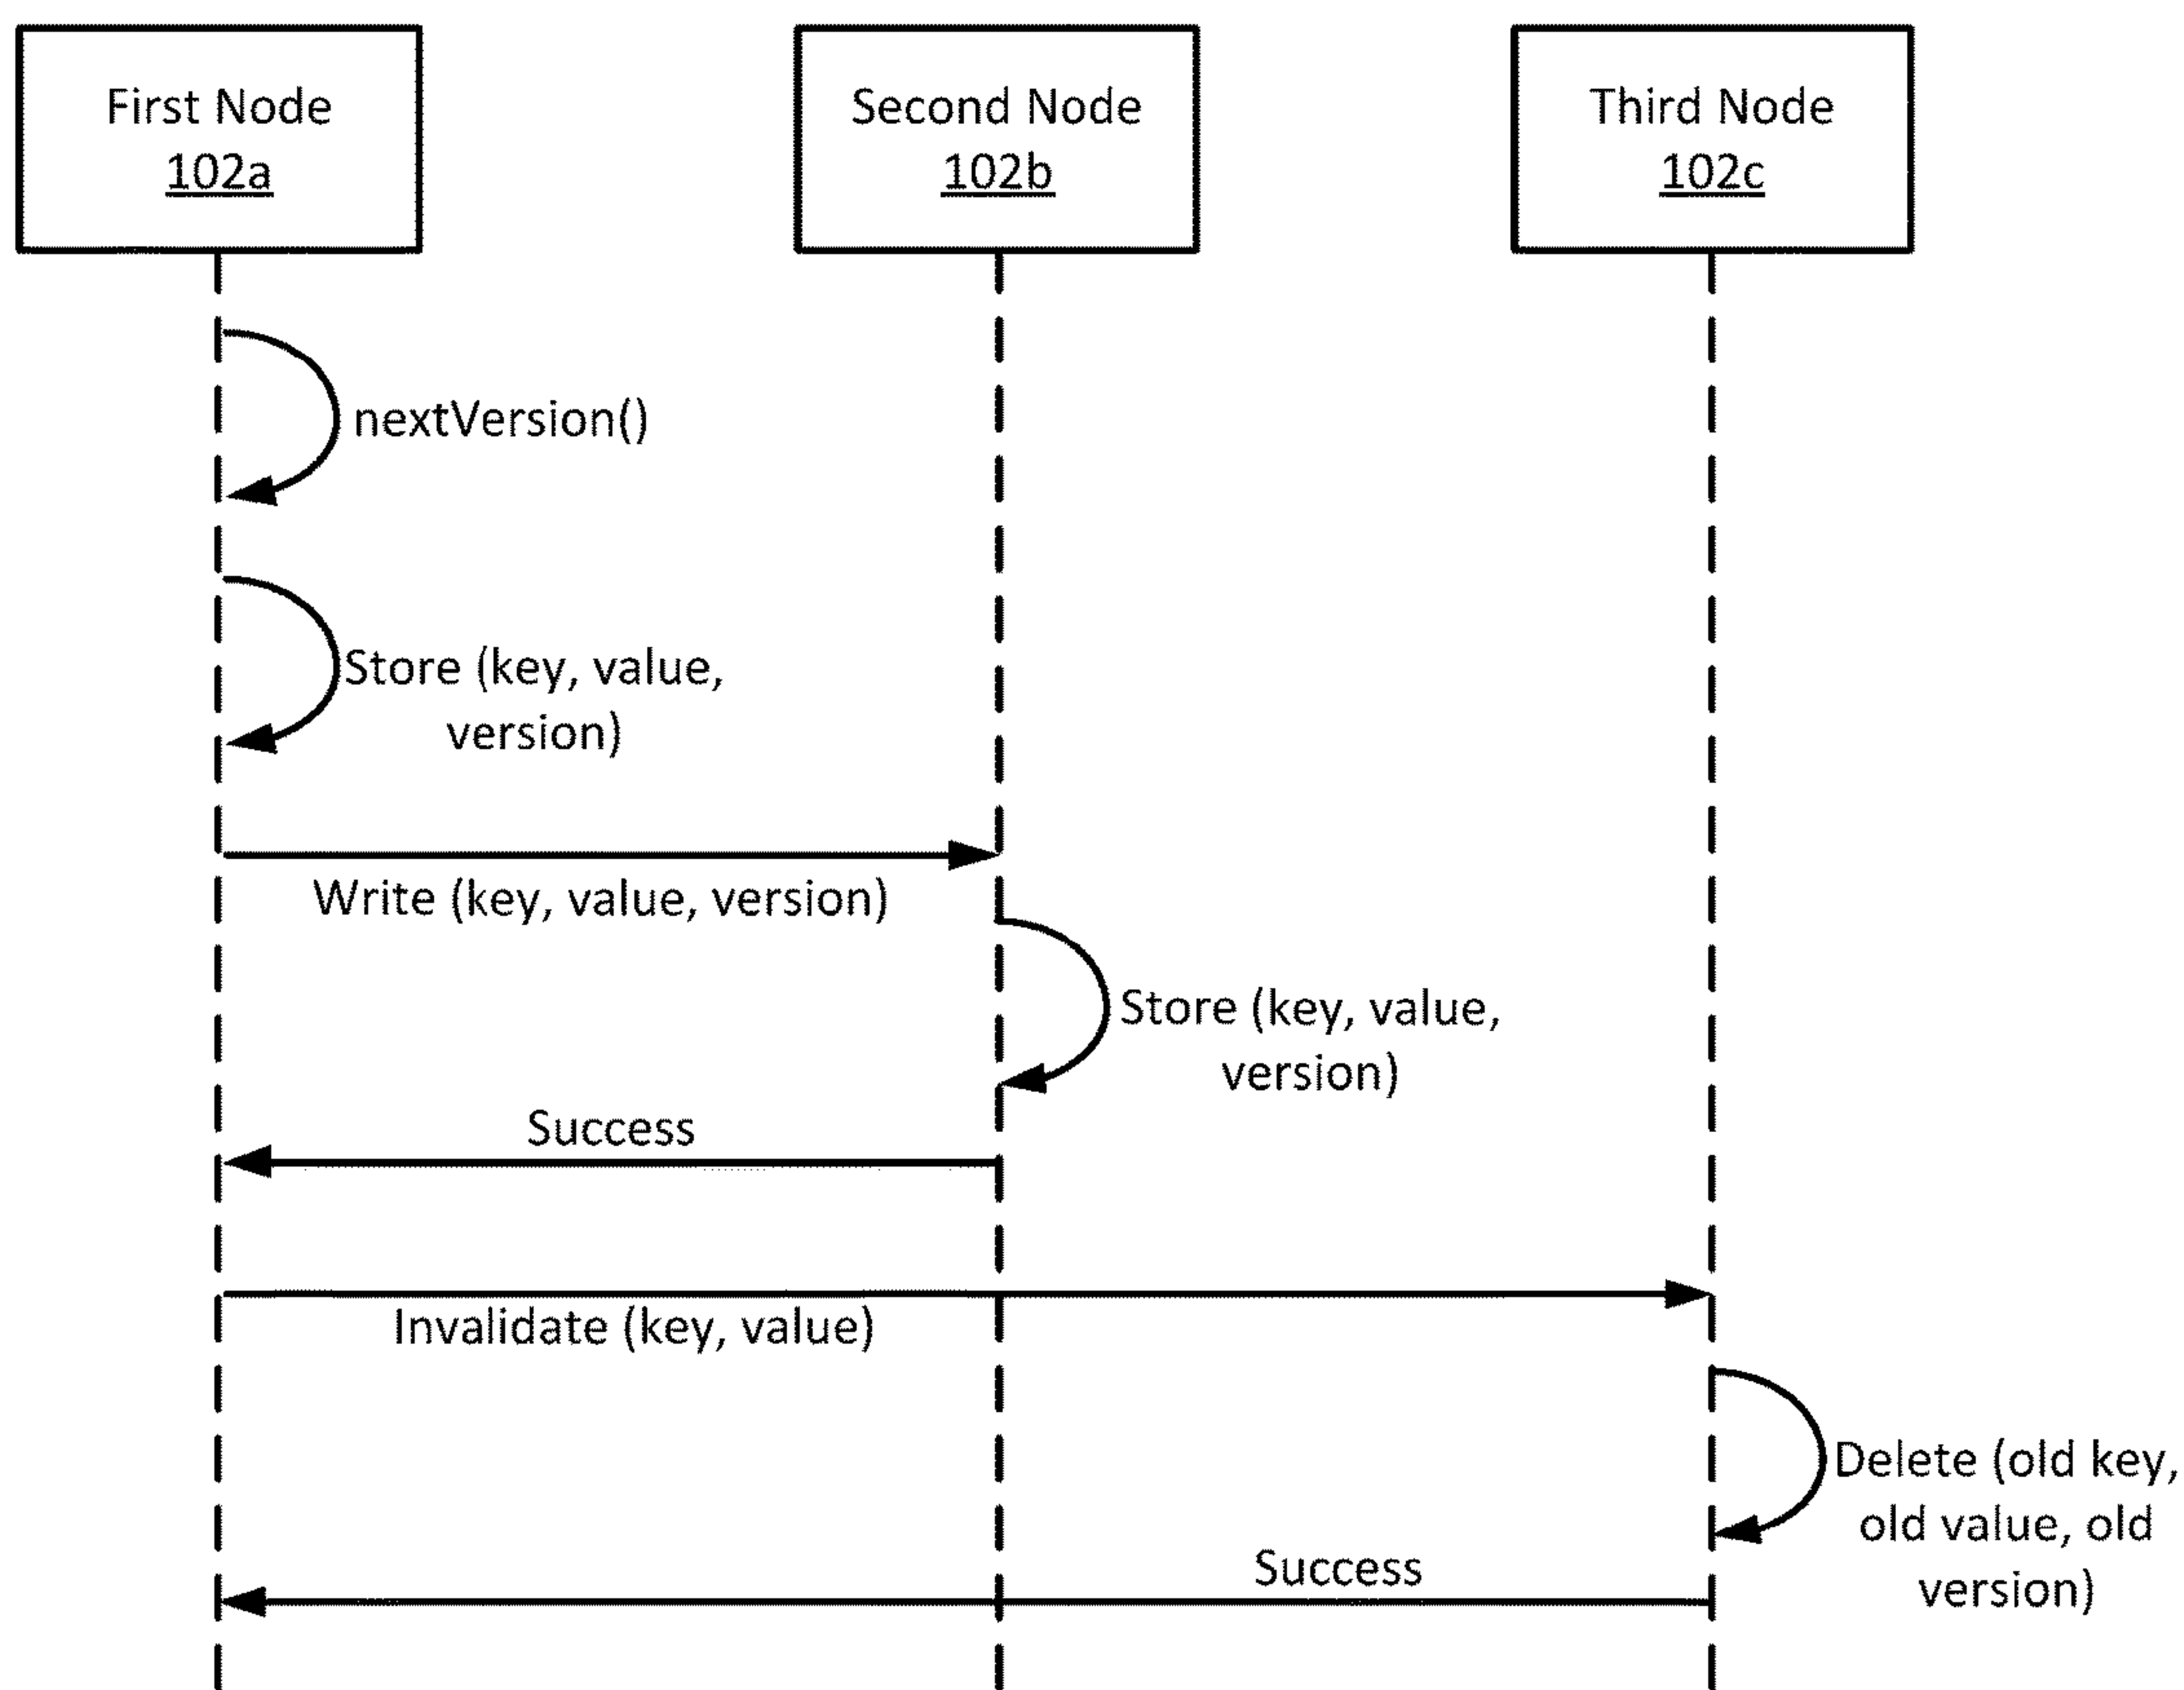 First Node
102a
Second Node
102b
Third Node
102c
nextVersion()
Store (key, value,
version)
Write (key, value, version)
Store (key, value,
version)
Success
Invalidate (key, value)
Delete (old key,
old value, old
version)
Success